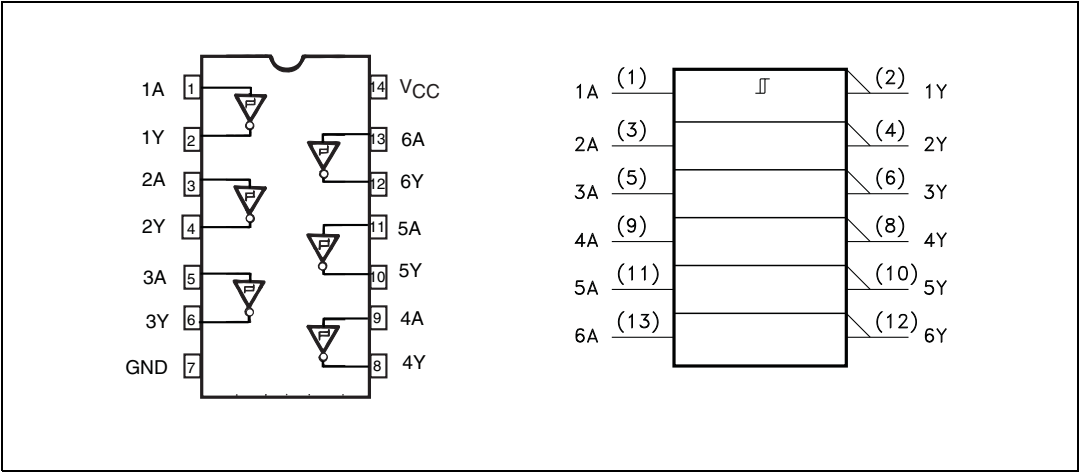 1A 1 14 VCC
1Y 2 13 6A
2A 3 12 6Y
2Y 4 11 5A
3A 5 10 5Y
3Y 6 9 4A
GND 7 8 4Y
1A (1) (2) 1Y
2A (3) (4) 2Y
3A (5) (6) 3Y
4A (9) (8) 4Y
5A (11) (10) 5Y
6A (13) (12) 6Y